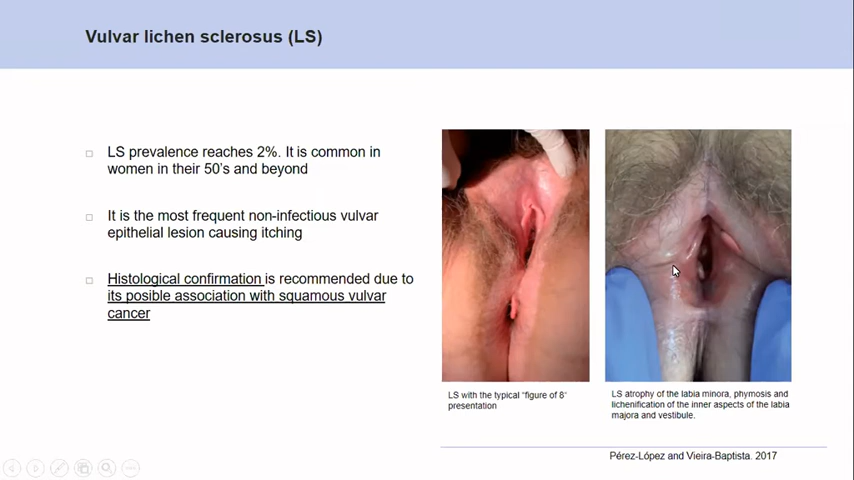 Vulvar lichen sclerosus (LS)
LS prevalence reaches 2%. It is common in
women in their 50's and beyond
It is the most frequent non-infectious vulvar
epithelial lesion causing itching
Histological confirmation is recommended due to
its posible association with squamous vulvar
cancer
LS with the typical "figure of 8"
presentation
LS atrophy of the labia minora, phymosis and
lichenification of the inner aspects of the labia
majora and vestibule.
Pérez-López and Vieira-Baptista. 2017